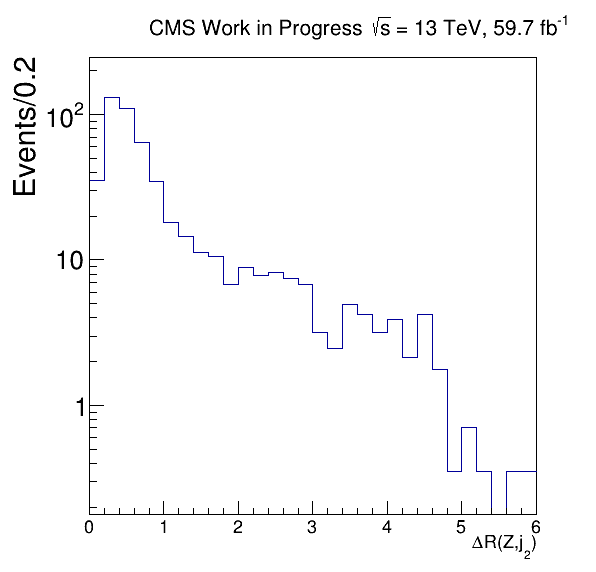 CMS Work in Progress √s = 13 TeV, 59.7 fb⁻¹
Events/0.2
10²
10
1
0 1 2 3 4 5 6
ΔR(Z,j₂)